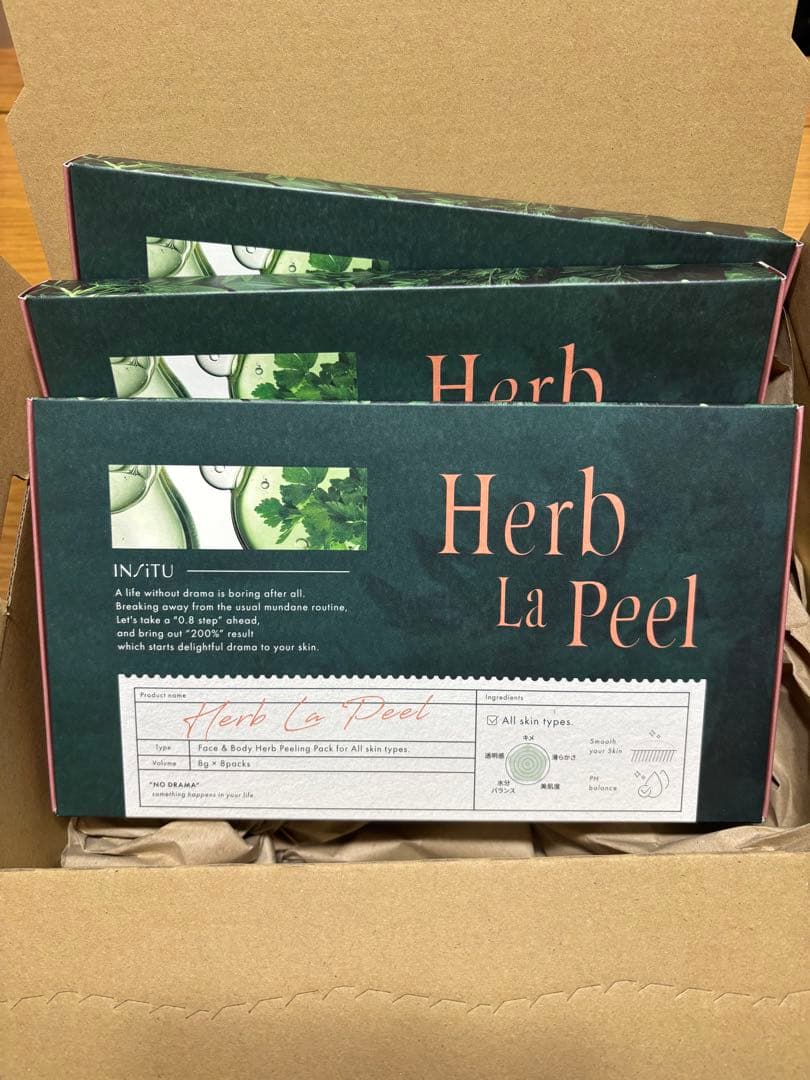 Herb
Herb
La Peel
INSiTU
A life without drama is boring after all.
Breaking away from the usual mundane routine,
Let's take a "0.8 step" ahead,
and bring out "200%" result
which starts delightful drama to your skin.
Product name
Herb La Peel
Type
Face & Body Herb Peeling Pack for All skin types.
Volume
8g × 8packs
"NO DRAMA"
something happens in your life.
Ingredients
All skin types.
キメ
透明感
滑らかさ
水分
バランス
美肌度
Smooth
your Skin
PH
balance